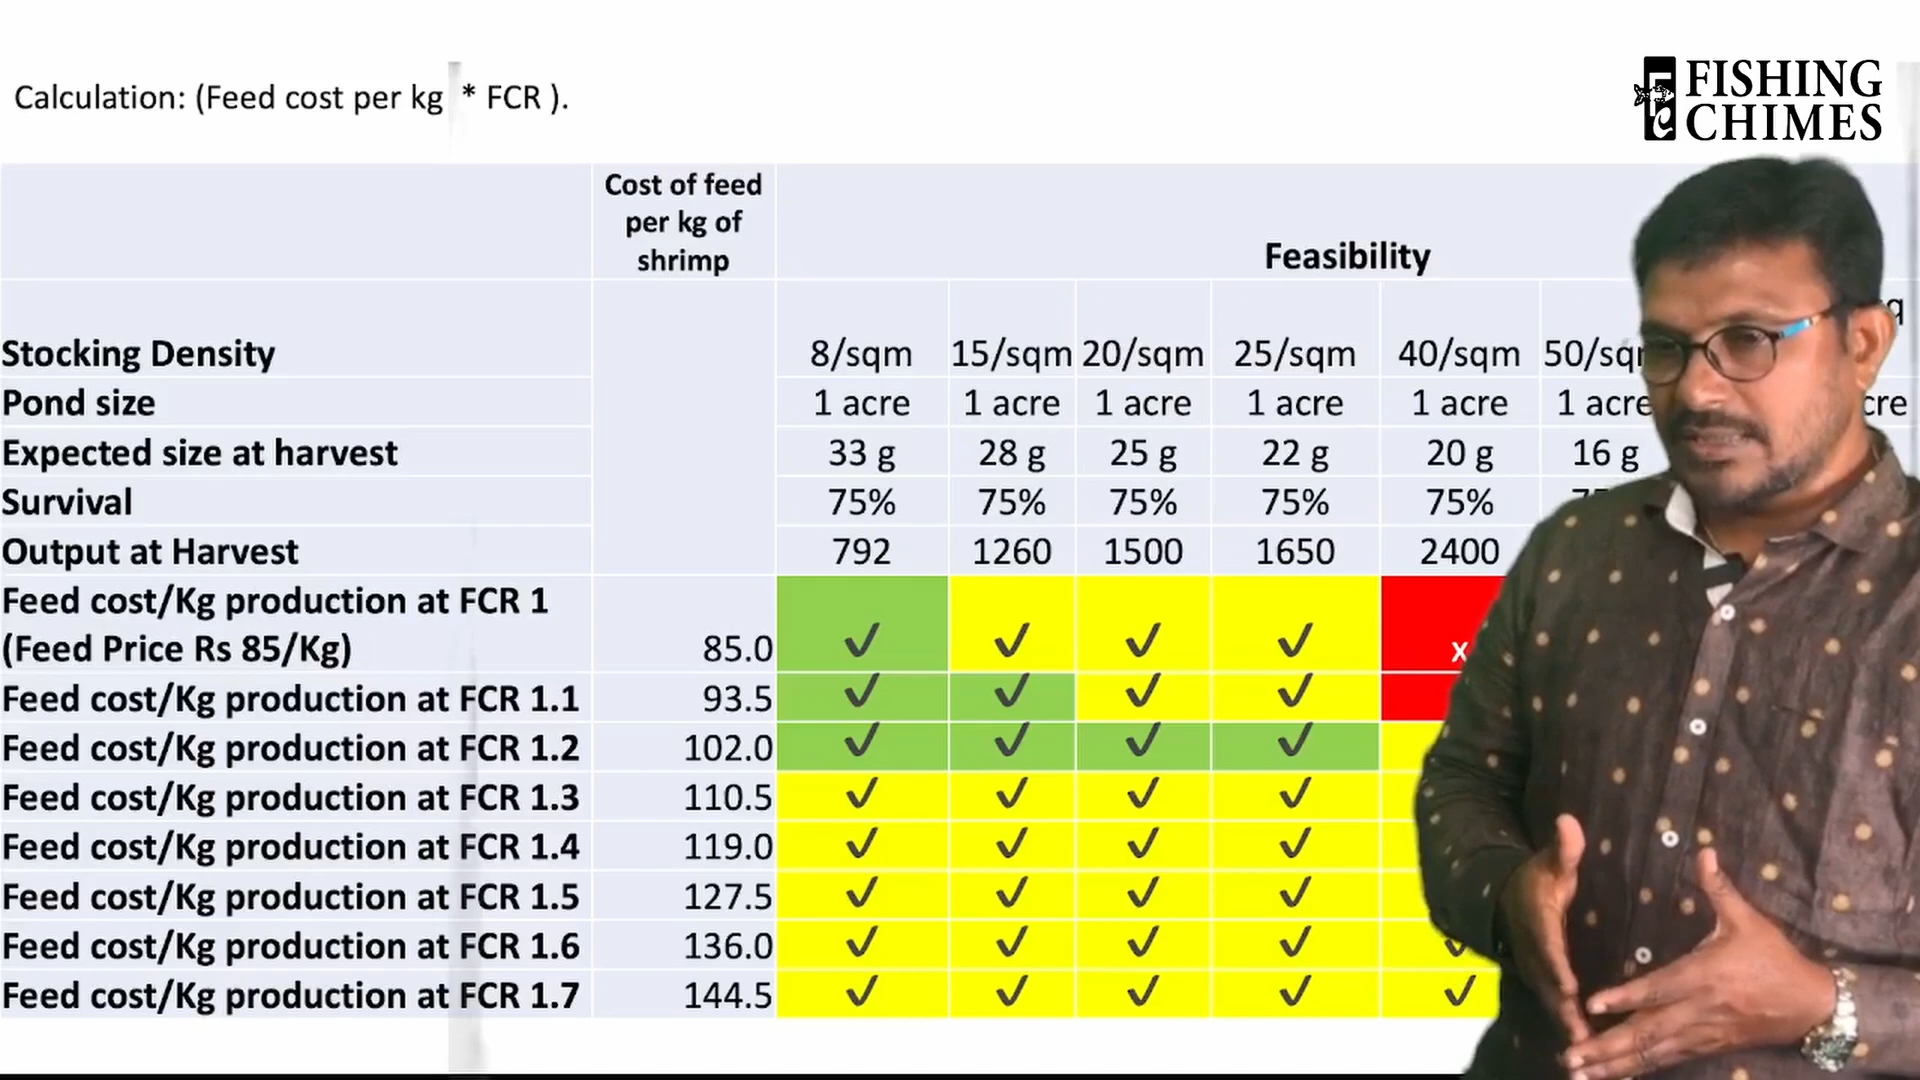 FISHING
CHIMES
Calculation: (Feed cost per kg * FCR ).
Cost of feed
per kg of
shrimp
Feasibility
Stocking Density 8/sqm 15/sqm 20/sqm 25/sqm 40/sqm
Pond size 1 acre 1 acre 1 acre 1 acre 1 acre 1 acre
Expected size at harvest 33 g 28 g 25 g 22 g 20 g 16 g
Survival 75% 75% 75% 75% 75%
Output at Harvest 792 1260 1500 1650 2400
Feed cost/Kg production at FCR 1
(Feed Price Rs 85/Kg) 85.0 ✓ ✓ ✓ ✓ x
Feed cost/Kg production at FCR 1.1 93.5 ✓ ✓ ✓ ✓
Feed cost/Kg production at FCR 1.2 102.0 ✓ ✓ ✓ ✓
Feed cost/Kg production at FCR 1.3 110.5 ✓ ✓ ✓ ✓
Feed cost/Kg production at FCR 1.4 119.0 ✓ ✓ ✓ ✓
Feed cost/Kg production at FCR 1.5 127.5 ✓ ✓ ✓ ✓
Feed cost/Kg production at FCR 1.6 136.0 ✓ ✓ ✓ ✓ ✓
Feed cost/Kg production at FCR 1.7 144.5 ✓ ✓ ✓ ✓ ✓